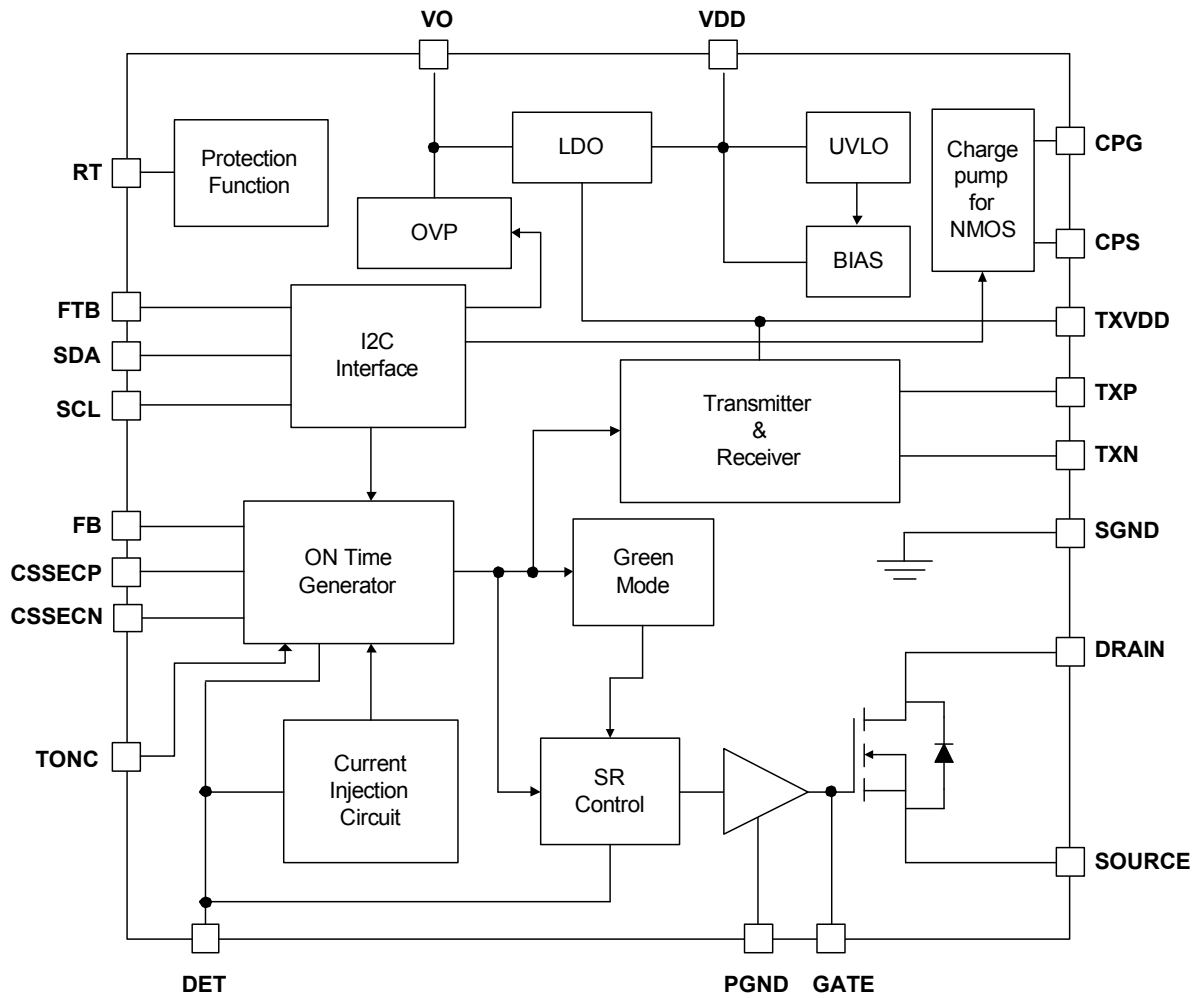 VO
VDD
RT
Protection
Function
LDO
UVLO
Charge
pump
for
NMOS
CPG
OVP
BIAS
CPS
FTB
SDA
SCL
I2C
Interface
TXVDD
Transmitter
&
Receiver
TXP
TXN
FB
CSSECP
CSSECN
ON Time
Generator
Green
Mode
SGND
DRAIN
TONC
Current
Injection
Circuit
SR
Control
SOURCE
DET
PGND
GATE